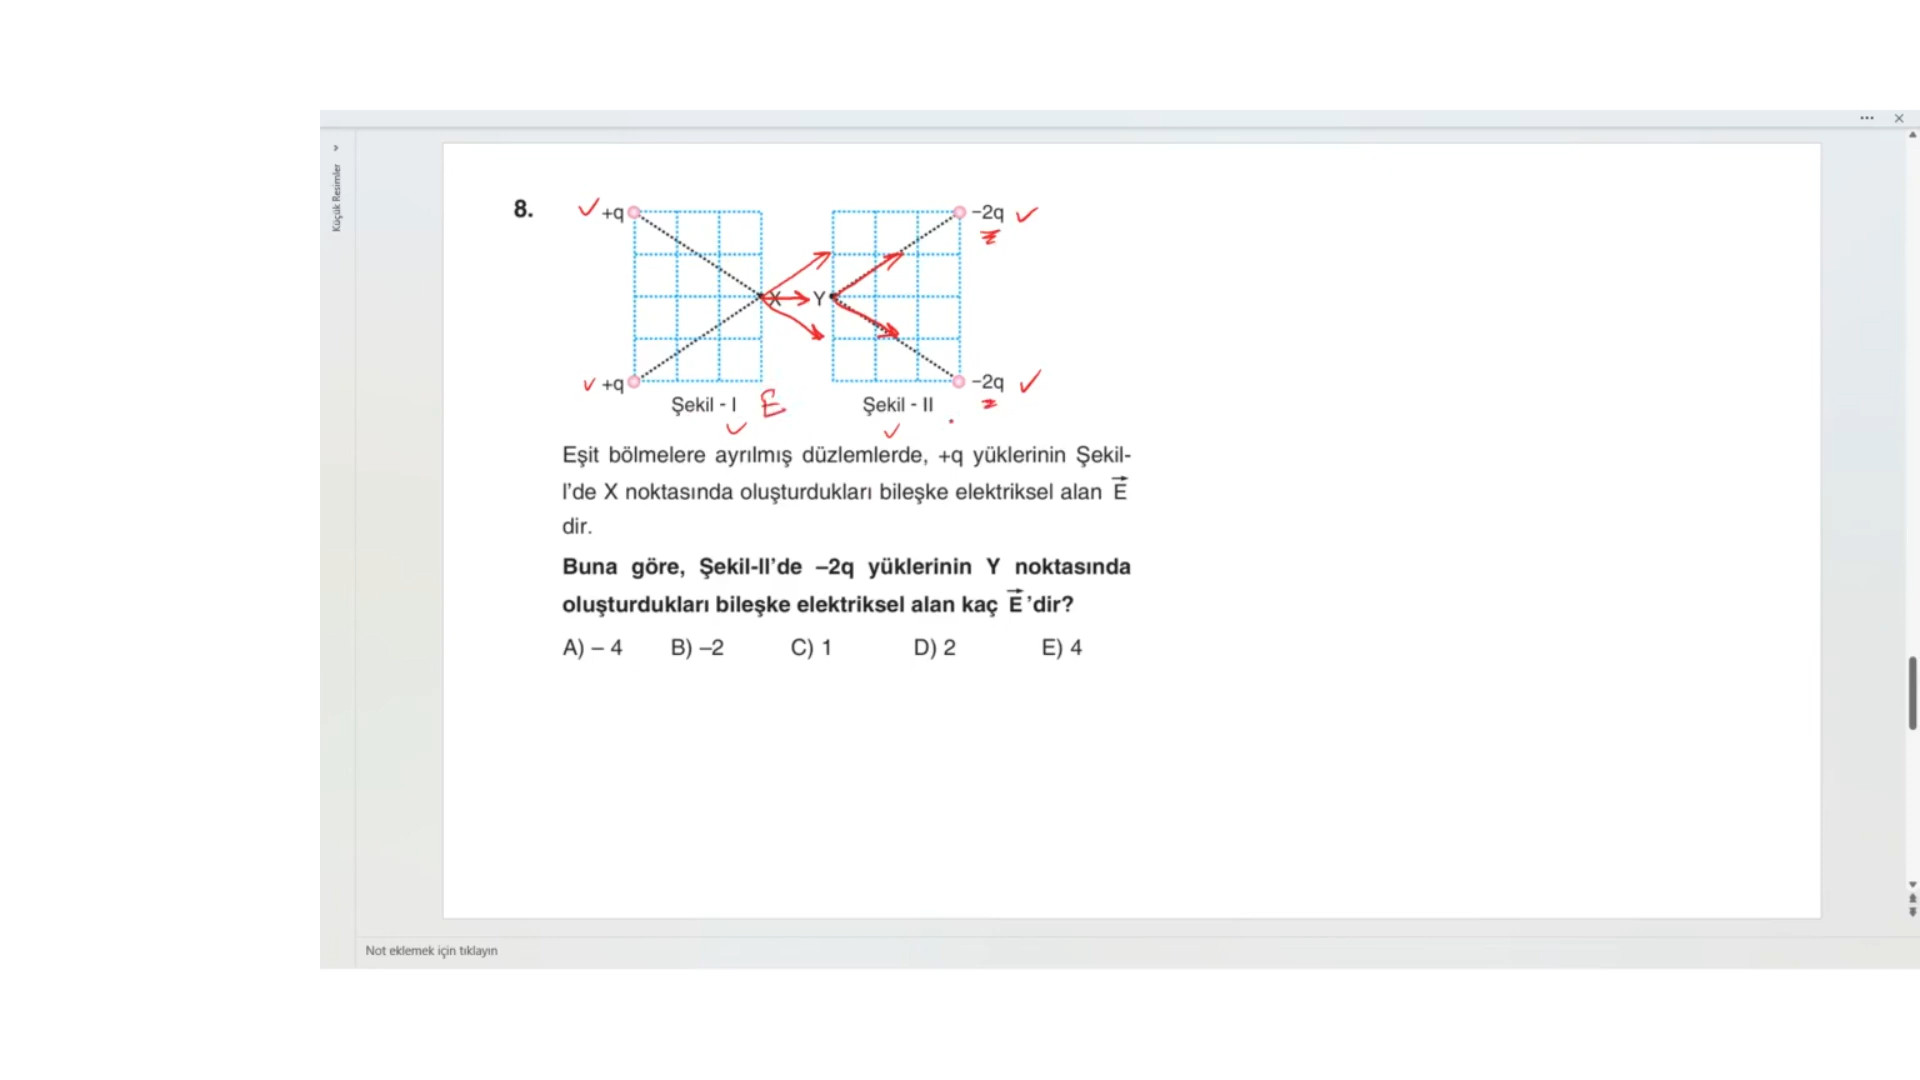 Küçük Resimler
8.
+q
-2q
X
Y
+q
-2q
Şekil - I
E
Şekil - II
Eşit bölmelere ayrılmış düzlemlerde, +q yüklerinin Şekil-
I'de X noktasında oluşturdukları bileşke elektriksel alan E
dir.
Buna göre, Şekil-II'de –2q yüklerinin Y noktasında
oluşturdukları bileşke elektriksel alan kaç E'dir?
A) – 4 B) –2 C) 1 D) 2 E) 4
Not eklemek için tıklayın